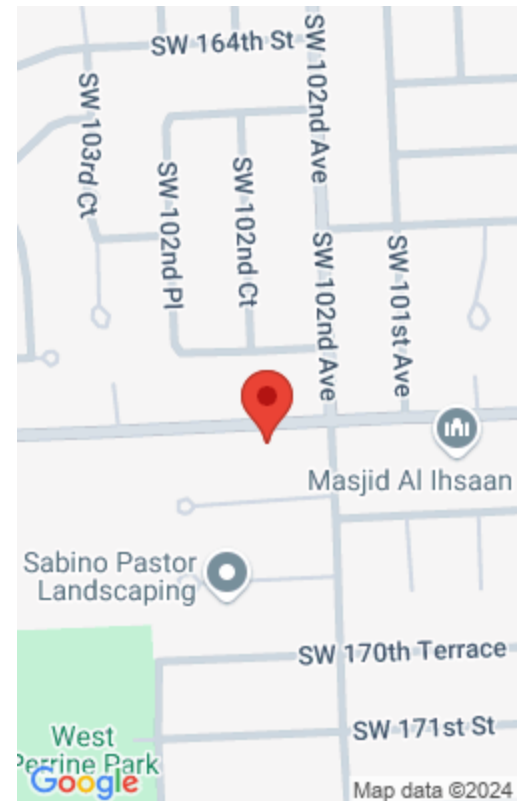 SW 164th St
SW 102nd Ave
SW 103rd Ct
SW 102nd Pl
SW 102nd Ct
SW 102nd Ave
SW 101st Ave
Masjid Al Ihsaan
Sabino Pastor
Landscaping
SW 170th Terrace
SW 171st St
West
Perrine Park
Google
Map data ©2024